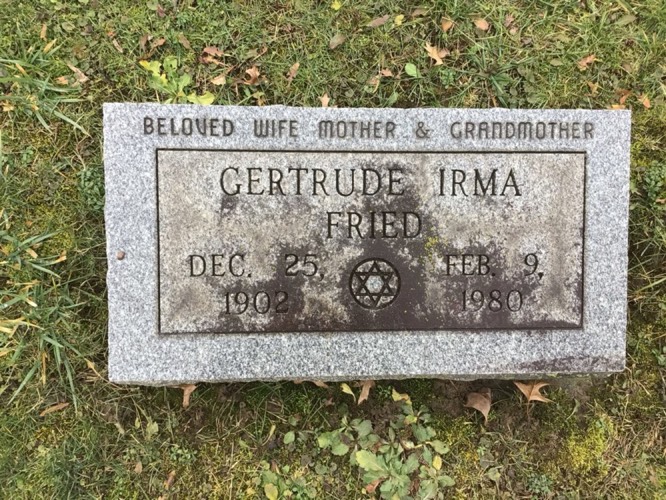 BELOVED WIFE MOTHER & GRANDMOTHER
GERTRUDE IRMA
FRIED
DEC. 25, FEB. 9,
1902 1980